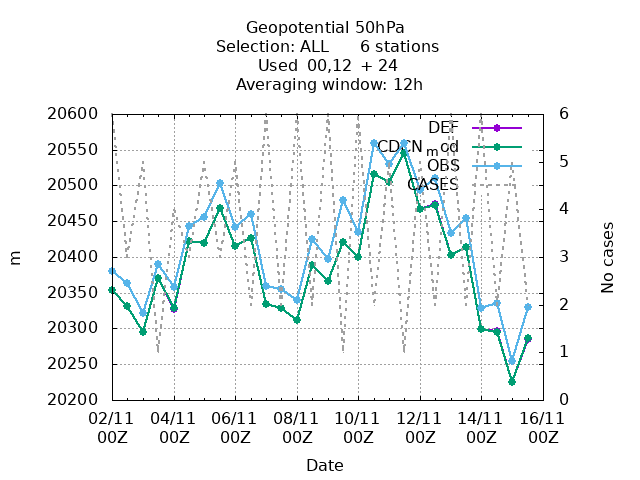 Geopotential 50hPa
Selection: ALL 6 stations
Used 00,12 + 24
Averaging window: 12h
DEF
CDCN_mcd
OBS
CASES
20600
20550
20500
20450
20400
20350
20300
20250
20200
m
6
5
4
3
2
1
0
No cases
02/11 04/11 06/11 08/11 10/11 12/11 14/11 16/11
00Z 00Z 00Z 00Z 00Z 00Z 00Z 00Z
Date